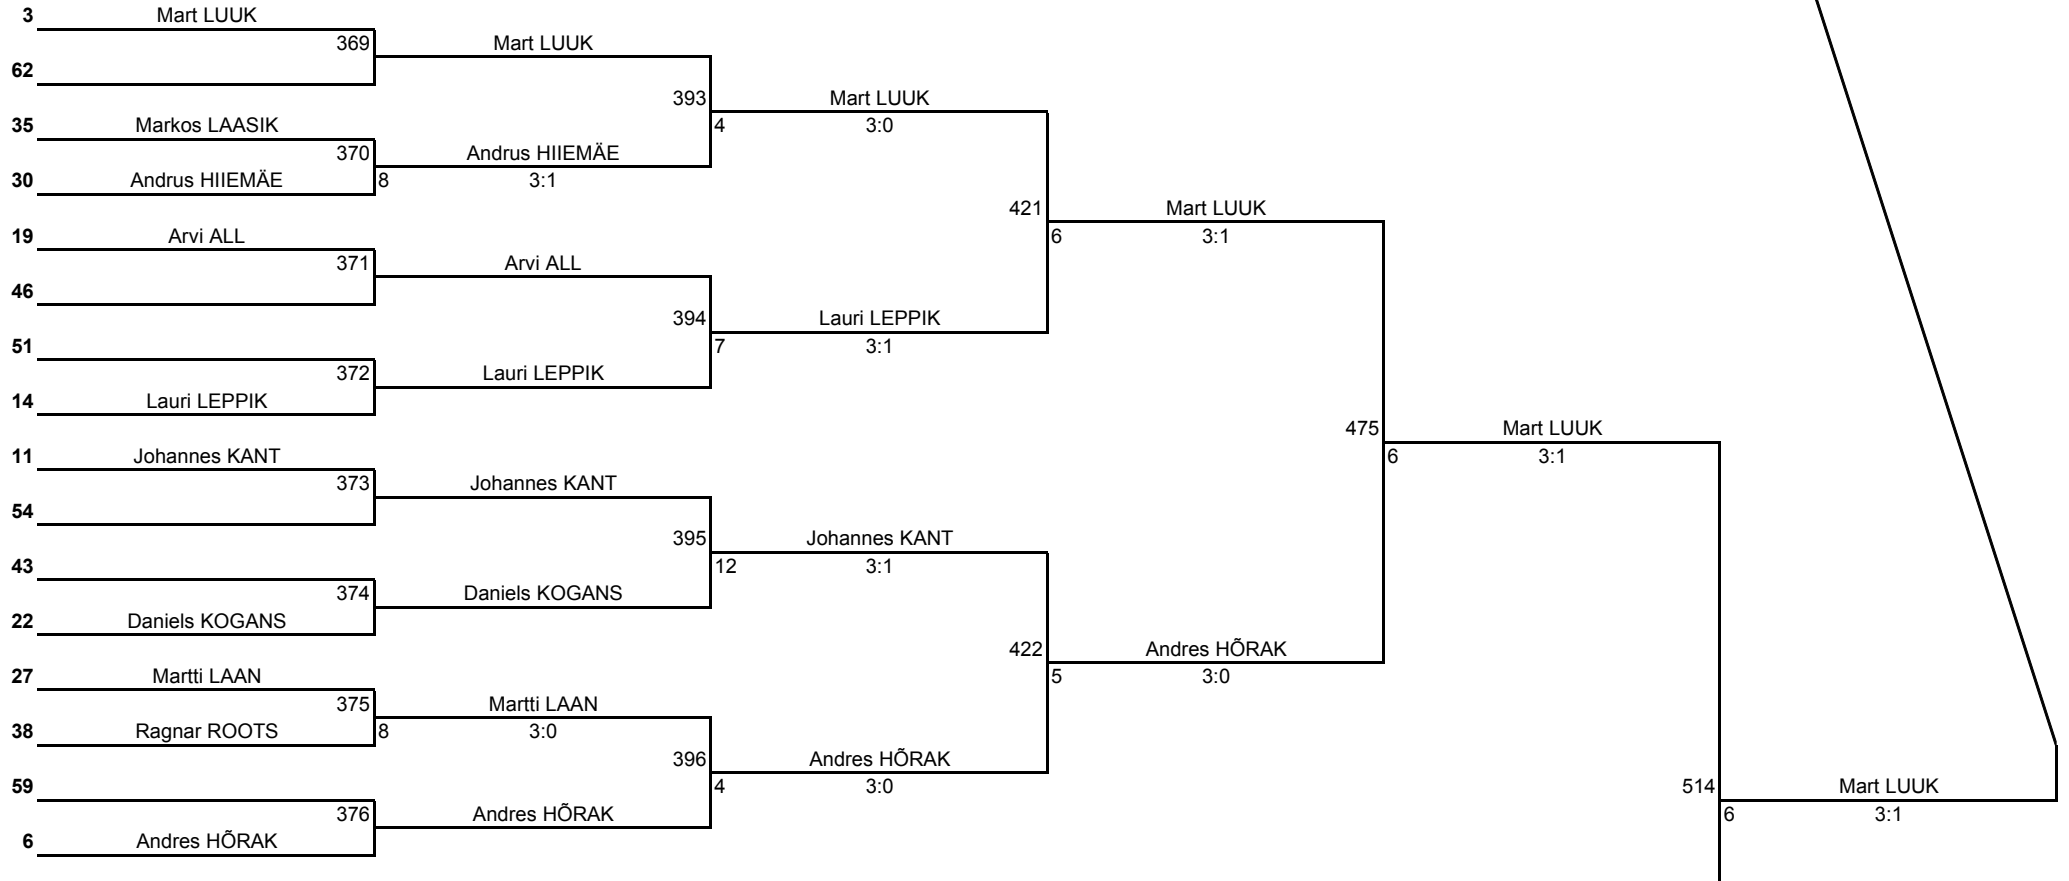 3 Mart LUUK
369 Mart LUUK
62
393 Mart LUUK
35 Markos LAASIK
4 3:0
370 Andrus HIIEMÄE
30 Andrus HIIEMÄE
8 3:1
421 Mart LUUK
19 Arvi ALL
6 3:1
371 Arvi ALL
46
394 Lauri LEPPIK
51
7 3:1
372 Lauri LEPPIK
14 Lauri LEPPIK
475 Mart LUUK
11 Johannes KANT
6 3:1
373 Johannes KANT
54
395 Johannes KANT
43
12 3:1
374 Daniels KOGANS
22 Daniels KOGANS
422 Andres HÕRAK
27 Martti LAAN
5 3:0
375 Martti LAAN
38 Ragnar ROOTS
8 3:0
396 Andres HÕRAK
59
4 3:0
514 Mart LUUK
376 Andres HÕRAK
6 3:1
6 Andres HÕRAK